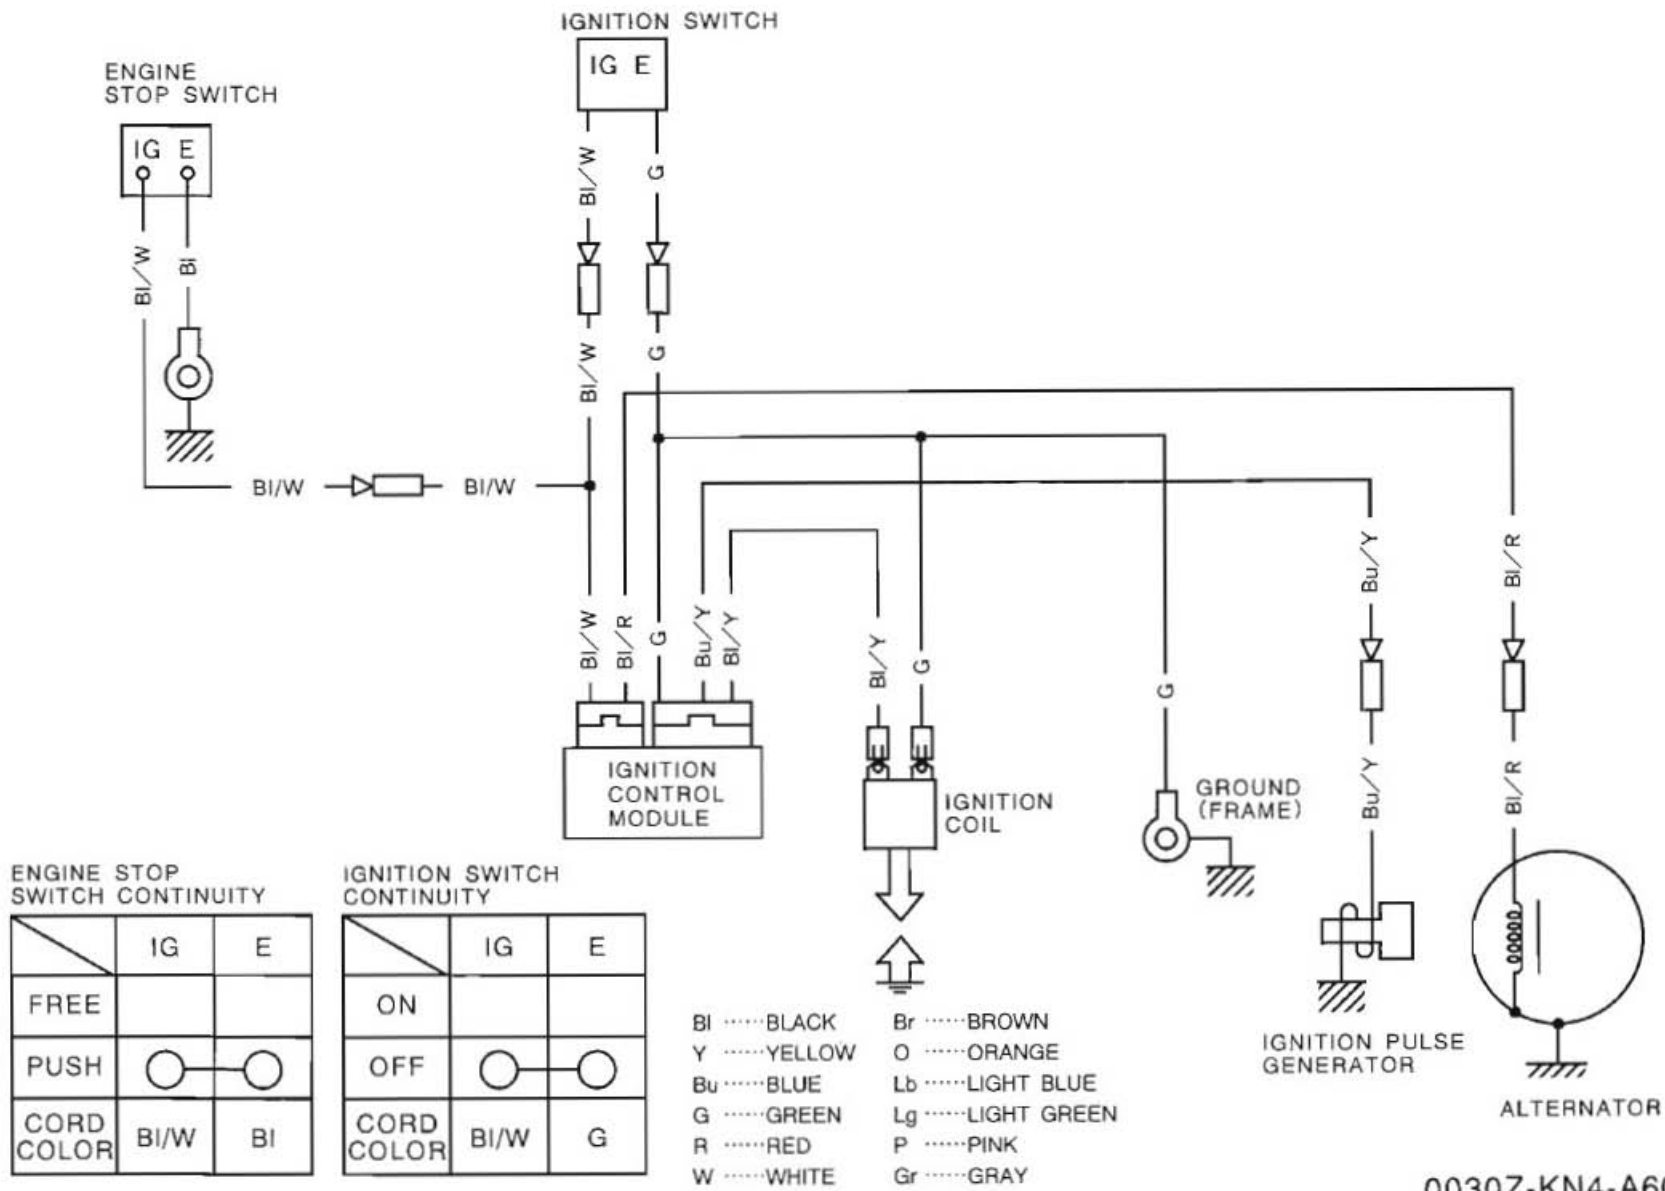 IGNITION SWITCH
IG E
ENGINE
STOP SWITCH
IG E
Bl/W
G
Bl/W
Bl
Bl/W
G
Bl/W
Bl/W
Bu/Y
Bl/R
Bl/W
Bl/R
G
Bu/Y
Bl/Y
Bl/Y
G
G
Bu/Y
Bl/R
IGNITION
CONTROL
MODULE
IGNITION
COIL
GROUND
(FRAME)
IGNITION PULSE
GENERATOR
ALTERNATOR
ENGINE STOP
SWITCH CONTINUITY
IG E
FREE
PUSH
CORD
COLOR
Bl/W Bl
IGNITION SWITCH
CONTINUITY
IG E
ON
OFF
CORD
COLOR
Bl/W G
Bl ······BLACK
Y ······YELLOW
Bu ······BLUE
G ······GREEN
R ······RED
W ······WHITE
Br ······BROWN
O ······ORANGE
Lb ······LIGHT BLUE
Lg ······LIGHT GREEN
P ······PINK
Gr ······GRAY